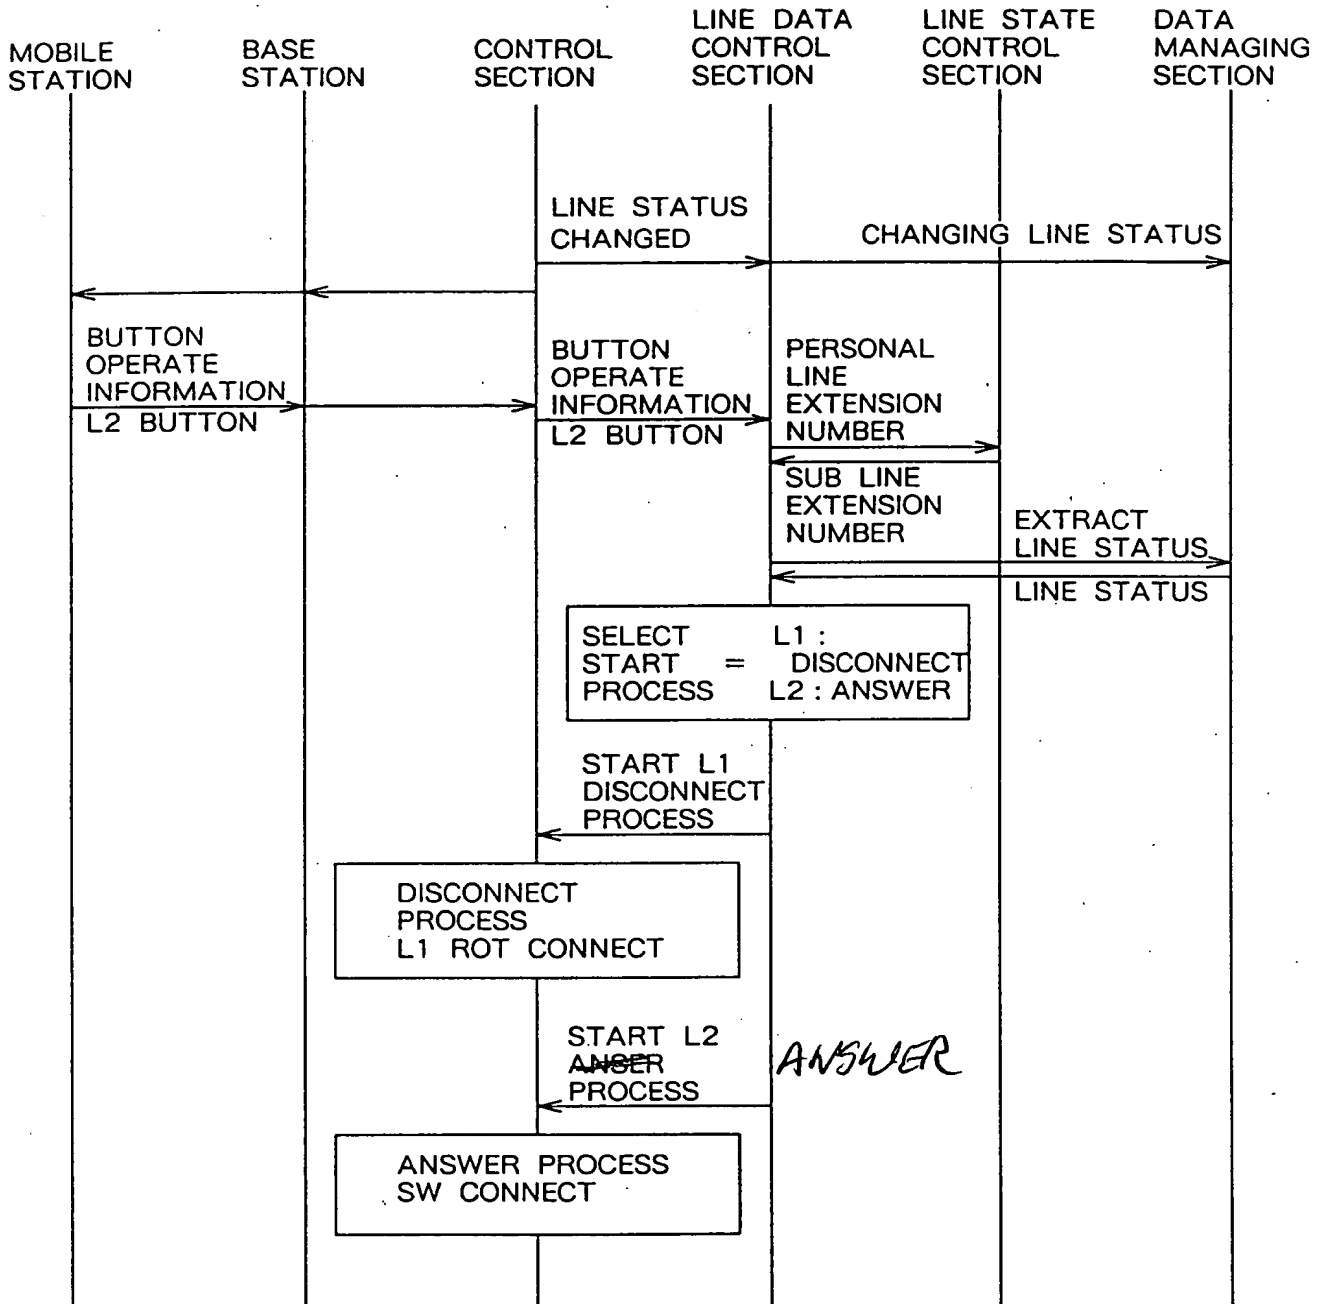 MOBILE
STATION
BASE
STATION
CONTROL
SECTION
LINE DATA
CONTROL
SECTION
LINE STATE
CONTROL
SECTION
DATA
MANAGING
SECTION
LINE STATUS
CHANGED
CHANGING LINE STATUS
BUTTON
OPERATE
INFORMATION
L2 BUTTON
BUTTON
OPERATE
INFORMATION
L2 BUTTON
PERSONAL
LINE
EXTENSION
NUMBER
SUB LINE
EXTENSION
NUMBER
EXTRACT
LINE STATUS
LINE STATUS
SELECT L1 :
START = DISCONNECT
PROCESS L2 : ANSWER
START L1
DISCONNECT
PROCESS
DISCONNECT
PROCESS
L1 ROT CONNECT
START L2
ANSER
PROCESS
ANSWER
ANSWER PROCESS
SW CONNECT